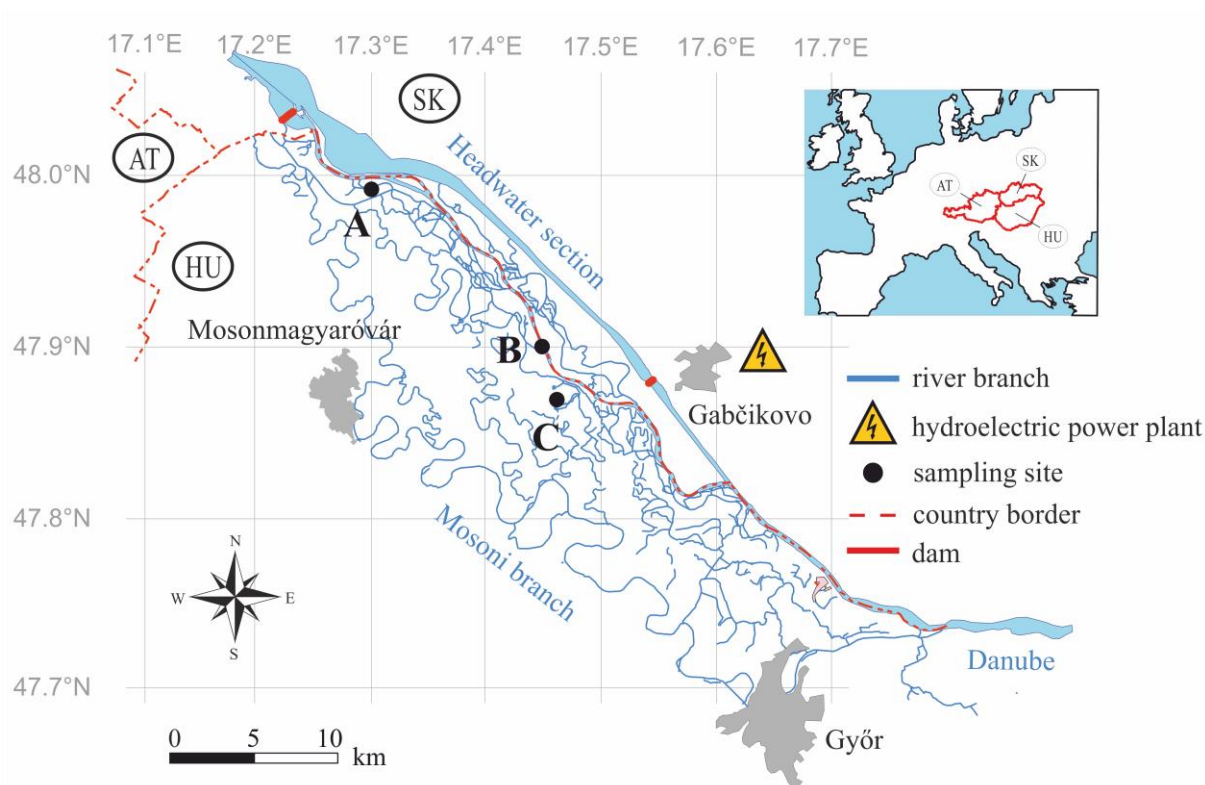 17.1°E 17.2°E 17.3°E 17.4°E 17.5°E 17.6°E 17.7°E
48.0°N
47.9°N
47.8°N
47.7°N
AT
SK
HU
Headwater section
A
B
C
Mosonmagyaróvár
Gabčikovo
Mosoni branch
Danube
Győr
N
W
E
S
0 5 10
km
SK
AT
HU
river branch
hydroelectric power plant
sampling site
country border
dam